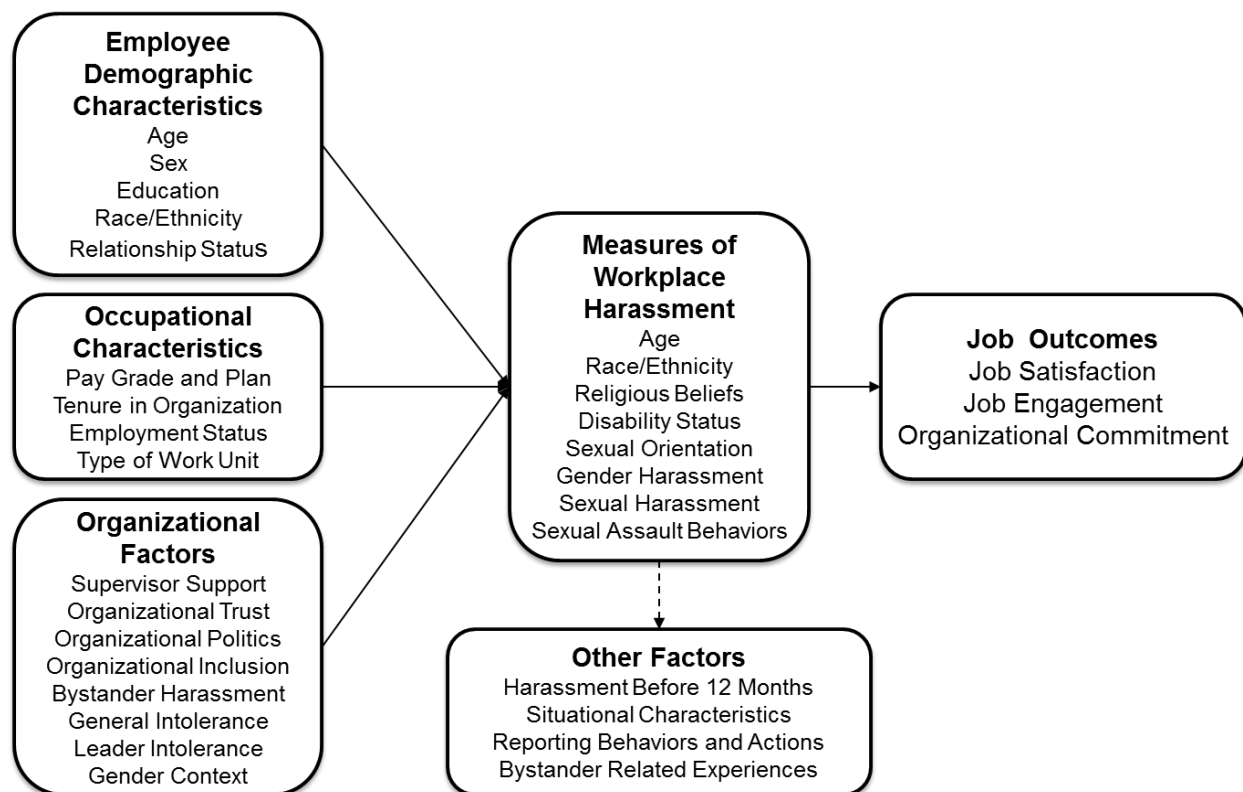 Employee
Demographic
Characteristics
Age
Sex
Education
Race/Ethnicity
Relationship Status
Occupational
Characteristics
Pay Grade and Plan
Tenure in Organization
Employment Status
Type of Work Unit
Organizational
Factors
Supervisor Support
Organizational Trust
Organizational Politics
Organizational Inclusion
Bystander Harassment
General Intolerance
Leader Intolerance
Gender Context
Measures of
Workplace
Harassment
Age
Race/Ethnicity
Religious Beliefs
Disability Status
Sexual Orientation
Gender Harassment
Sexual Harassment
Sexual Assault Behaviors
Other Factors
Harassment Before 12 Months
Situational Characteristics
Reporting Behaviors and Actions
Bystander Related Experiences
Job Outcomes
Job Satisfaction
Job Engagement
Organizational Commitment